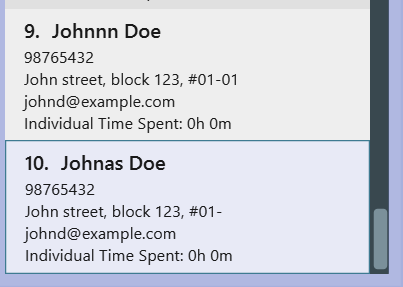 9. Johnnn Doe
98765432
John street, block 123, #01-01
johnd@example.com
Individual Time Spent: 0h 0m
10. Johnas Doe
98765432
John street, block 123, #01-
johnd@example.com
Individual Time Spent: 0h 0m